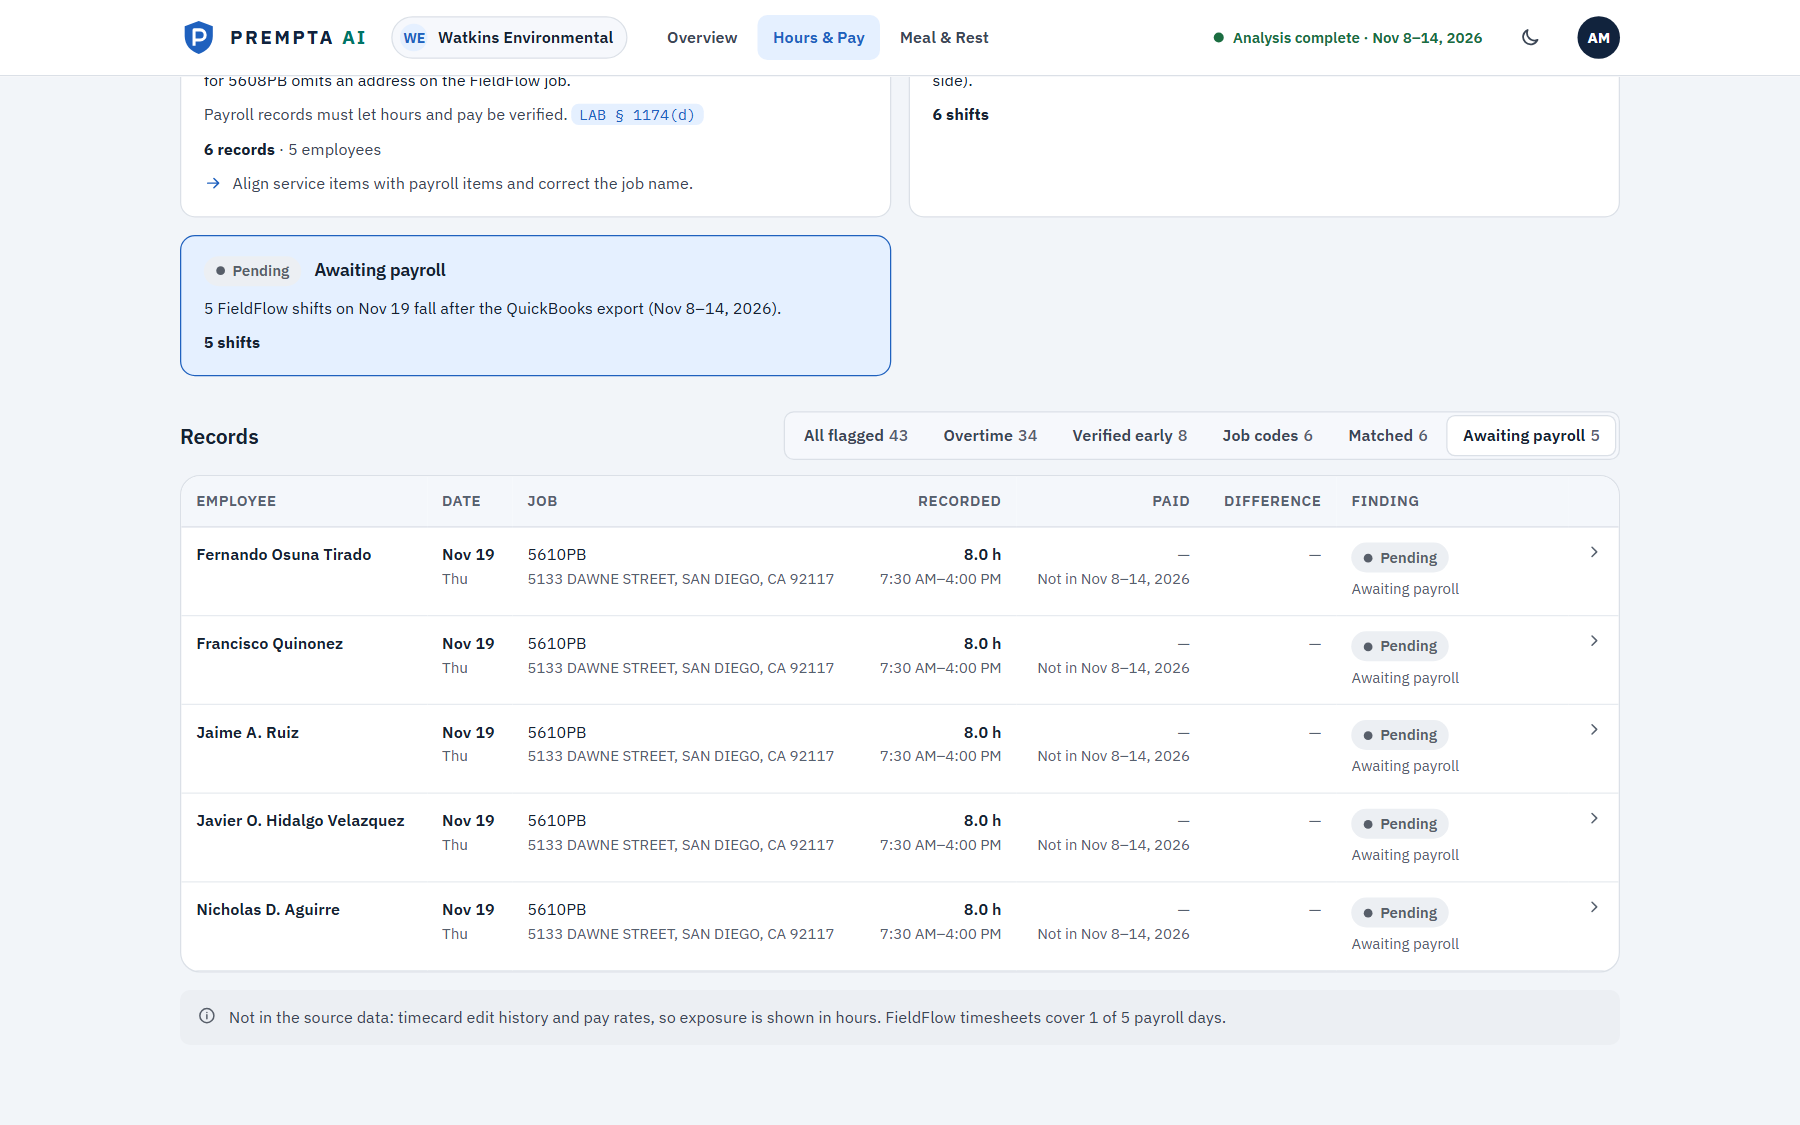 PREMPTA AI
WE Watkins Environmental
Overview
Hours & Pay
Meal & Rest
Analysis complete · Nov 8–14, 2026
AM
for 5608PB omits an address on the FieldFlow job.
Payroll records must let hours and pay be verified. LAB § 1174(d)
6 records · 5 employees
→ Align service items with payroll items and correct the job name.
side).
6 shifts
Pending Awaiting payroll
5 FieldFlow shifts on Nov 19 fall after the QuickBooks export (Nov 8–14, 2026).
5 shifts
Records
All flagged 43 Overtime 34 Verified early 8 Job codes 6 Matched 6 Awaiting payroll 5
EMPLOYEE DATE JOB RECORDED PAID DIFFERENCE FINDING
Fernando Osuna Tirado Nov 19 5610PB 8.0 h — — Pending
Thu 5133 DAWNE STREET, SAN DIEGO, CA 92117 7:30 AM–4:00 PM Not in Nov 8–14, 2026 Awaiting payroll
Francisco Quinonez Nov 19 5610PB 8.0 h — — Pending
Thu 5133 DAWNE STREET, SAN DIEGO, CA 92117 7:30 AM–4:00 PM Not in Nov 8–14, 2026 Awaiting payroll
Jaime A. Ruiz Nov 19 5610PB 8.0 h — — Pending
Thu 5133 DAWNE STREET, SAN DIEGO, CA 92117 7:30 AM–4:00 PM Not in Nov 8–14, 2026 Awaiting payroll
Javier O. Hidalgo Velazquez Nov 19 5610PB 8.0 h — — Pending
Thu 5133 DAWNE STREET, SAN DIEGO, CA 92117 7:30 AM–4:00 PM Not in Nov 8–14, 2026 Awaiting payroll
Nicholas D. Aguirre Nov 19 5610PB 8.0 h — — Pending
Thu 5133 DAWNE STREET, SAN DIEGO, CA 92117 7:30 AM–4:00 PM Not in Nov 8–14, 2026 Awaiting payroll
Not in the source data: timecard edit history and pay rates, so exposure is shown in hours. FieldFlow timesheets cover 1 of 5 payroll days.